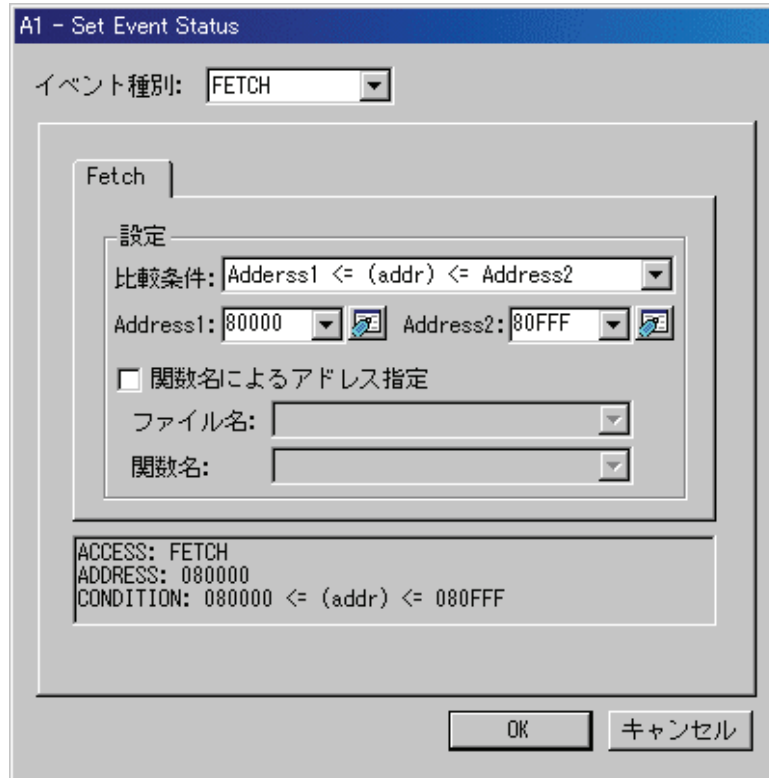 A1 - Set Event Status
イベント種別: FETCH
Fetch
設定
比較条件: Adderss1 <= (addr) <= Address2
Address1: 80000 Address2: 80FFF
関数名によるアドレス指定
ファイル名:
関数名:
ACCESS: FETCH
ADDRESS: 080000
CONDITION: 080000 <= (addr) <= 080FFF
OK キャンセル